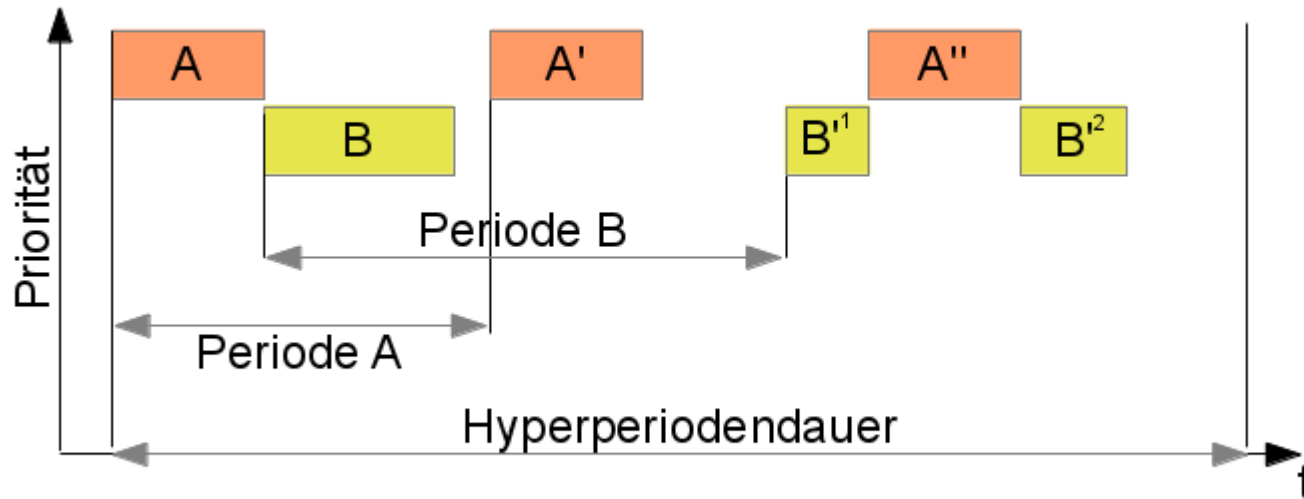 A
A'
A"
B
B'¹
B'²
Priorität
Periode B
Periode A
Hyperperiodendauer
t